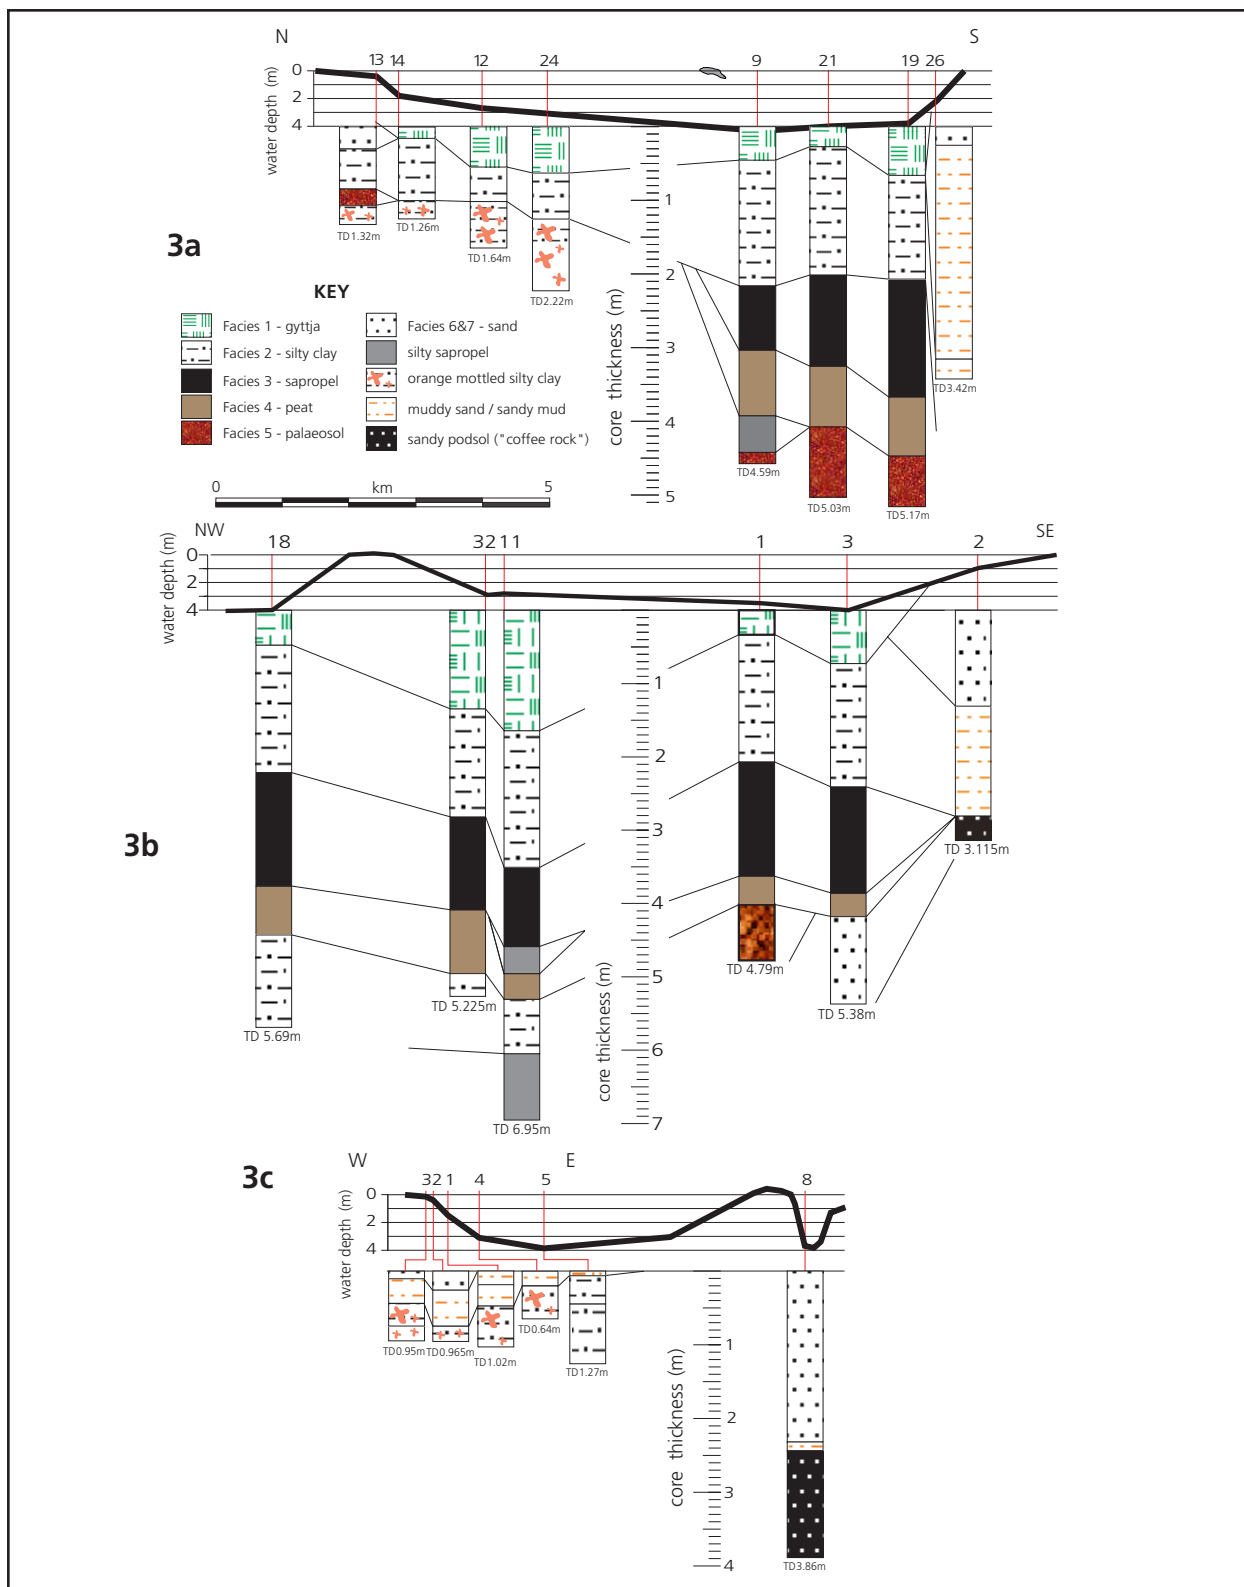 N
S
13 14 12 24 9 21 19 26
0
2
4
water depth (m)
1
2
3
4
5
core thickness (m)
TD1.32m
TD1.26m
TD1.64m
TD2.22m
TD4.59m
TD5.03m
TD5.17m
TD3.42m
3a
KEY
Facies 1 - gyttja
Facies 2 - silty clay
Facies 3 - sapropel
Facies 4 - peat
Facies 5 - palaeosol
Facies 6&7 - sand
silty sapropel
orange mottled silty clay
muddy sand / sandy mud
sandy podsol ("coffee rock")
0 km 5
NW
SE
18 32 11 1 3 2
0
2
4
water depth (m)
1
2
3
4
5
6
7
core thickness (m)
3b
TD 5.69m
TD 5.225m
TD 6.95m
TD 4.79m
TD 5.38m
TD 3.115m
3c
W
E
32 1 4 5 8
0
2
4
water depth (m)
TD0.95m
TD0.965m
TD1.02m
TD0.64m
TD1.27m
1
2
3
4
core thickness (m)
TD3.86m